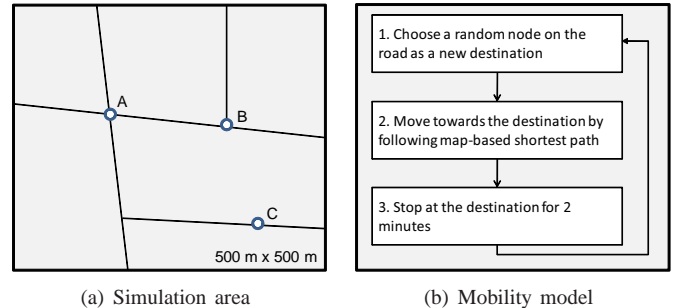 A
B
C
500 m x 500 m
(a) Simulation area
1. Choose a random node on the
road as a new destination
2. Move towards the destination by
following map-based shortest path
3. Stop at the destination for 2
minutes
(b) Mobility model